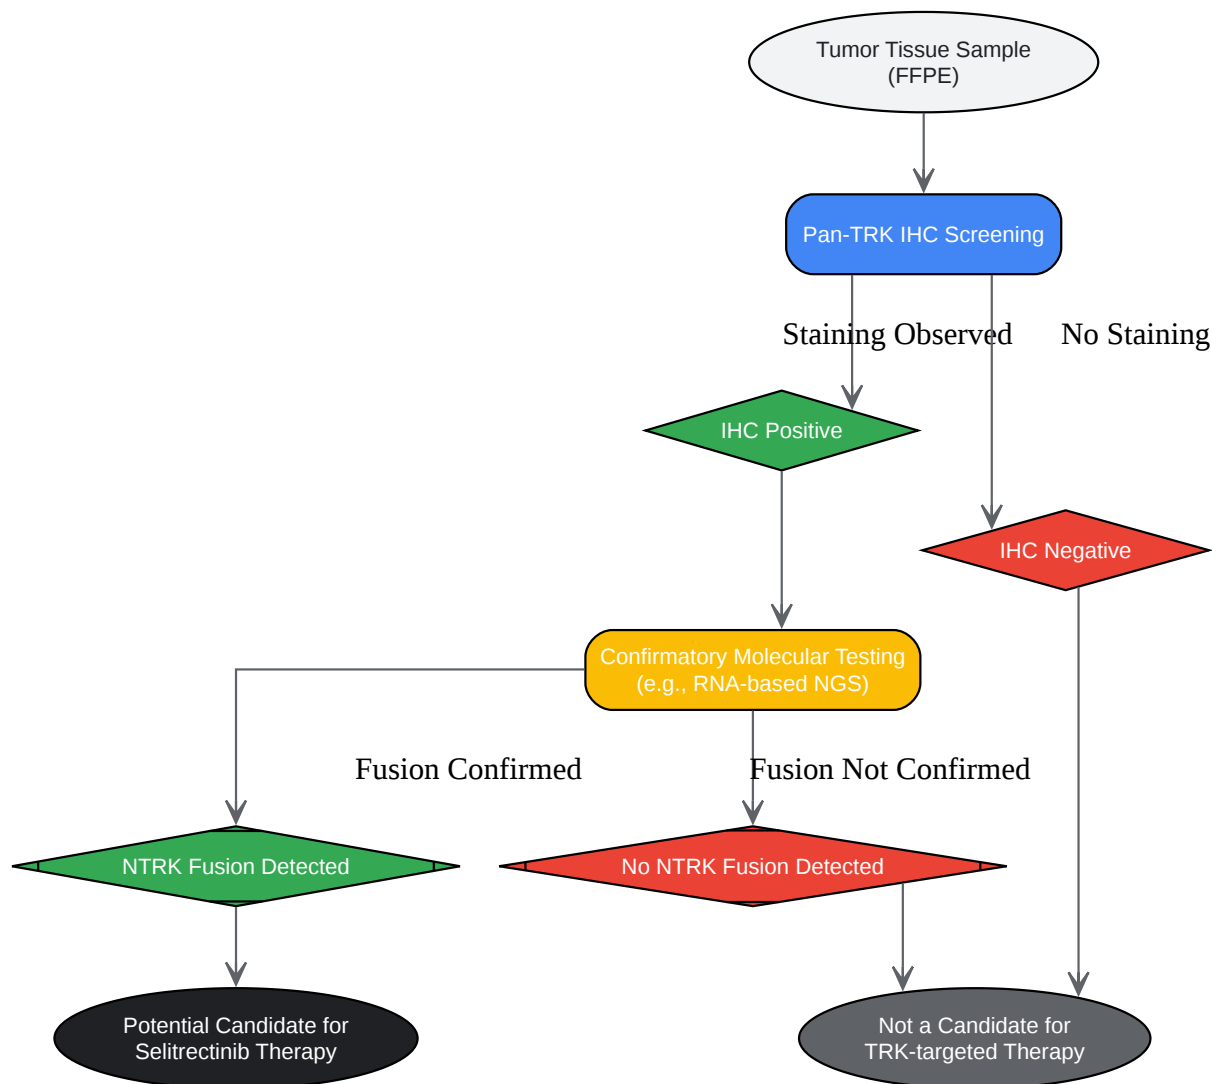 Tumor Tissue Sample
(FFPE)
Pan-TRK IHC Screening
Staining Observed
No Staining
IHC Positive
IHC Negative
Confirmatory Molecular Testing
(e.g., RNA-based NGS)
Fusion Confirmed
Fusion Not Confirmed
NTRK Fusion Detected
No NTRK Fusion Detected
Potential Candidate for
Selitrectinib Therapy
Not a Candidate for
TRK-targeted Therapy